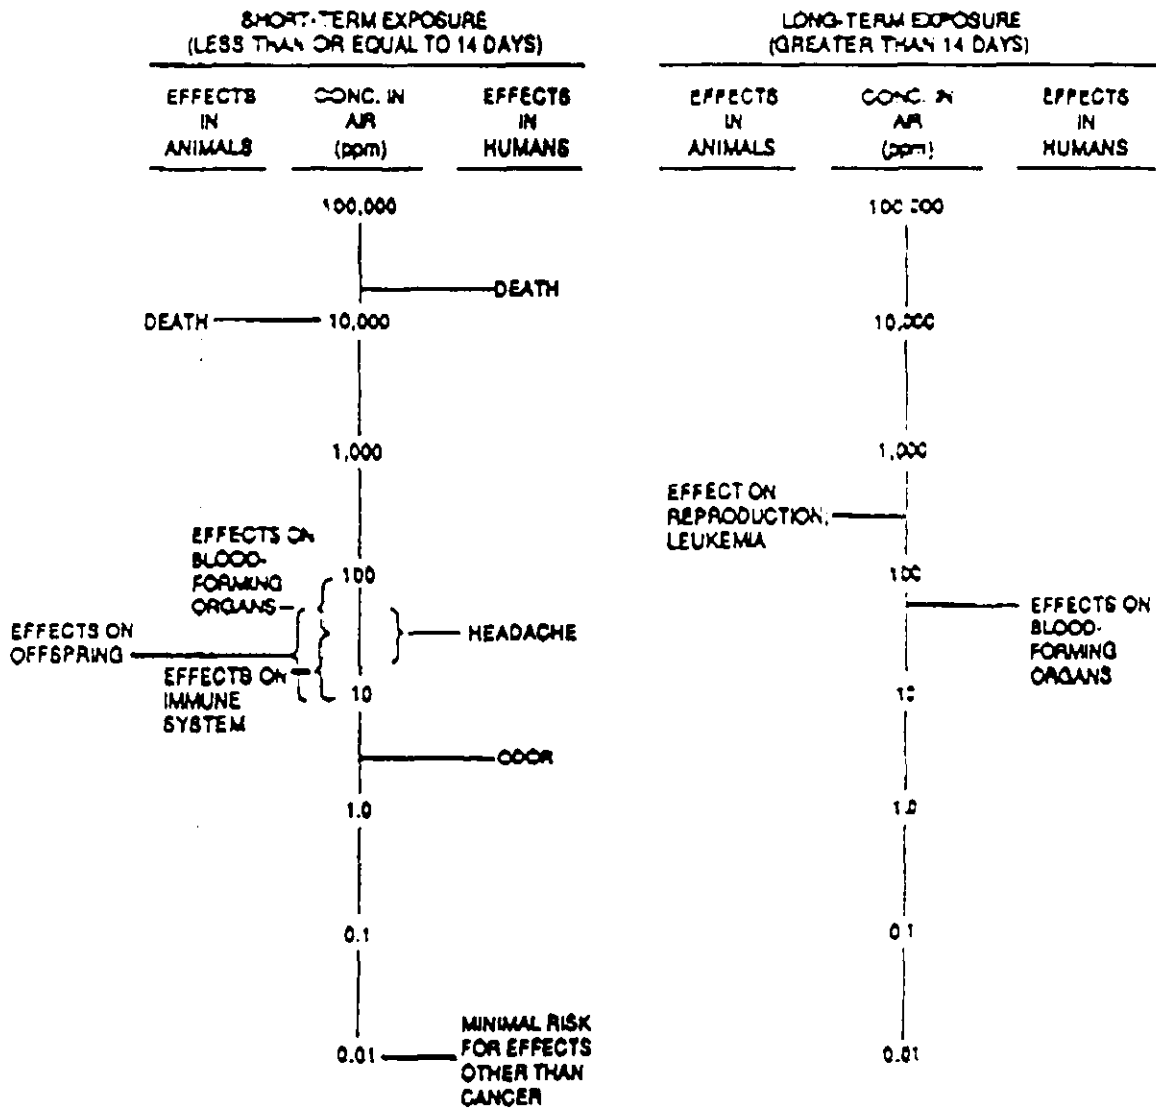 SHORT-TERM EXPOSURE
(LESS THAN OR EQUAL TO 14 DAYS)
EFFECTS
IN
ANIMALS
CONC. IN
AIR
(ppm)
EFFECTS
IN
HUMANS
100,000
DEATH
DEATH
10,000
1,000
EFFECTS ON
BLOOD-
FORMING
ORGANS
100
EFFECTS ON
OFFSPRING
HEADACHE
EFFECTS ON
IMMUNE
SYSTEM
10
ODOR
1.0
0.1
0.01
MINIMAL RISK
FOR EFFECTS
OTHER THAN
CANCER
LONG-TERM EXPOSURE
(GREATER THAN 14 DAYS)
EFFECTS
IN
ANIMALS
CONC. IN
AIR
(ppm)
EFFECTS
IN
HUMANS
100,000
10,000
1,000
EFFECT ON
REPRODUCTION,
LEUKEMIA
100
EFFECTS ON
BLOOD-
FORMING
ORGANS
10
1.0
0.1
0.01